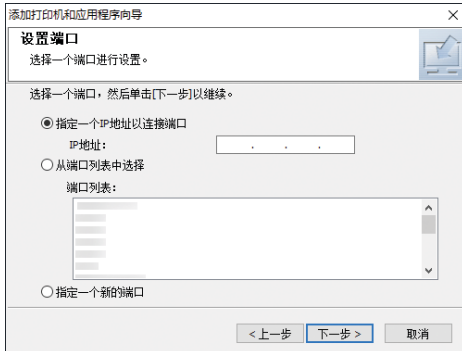 添加打印机和应用程序向导
设置端口
选择一个端口进行设置。
选择一个端口，然后单击[下一步]以继续。
指定一个IP地址以连接端口
IP地址：
. . .
从端口列表中选择
端口列表：
指定一个新的端口
<上一步 下一步> 取消